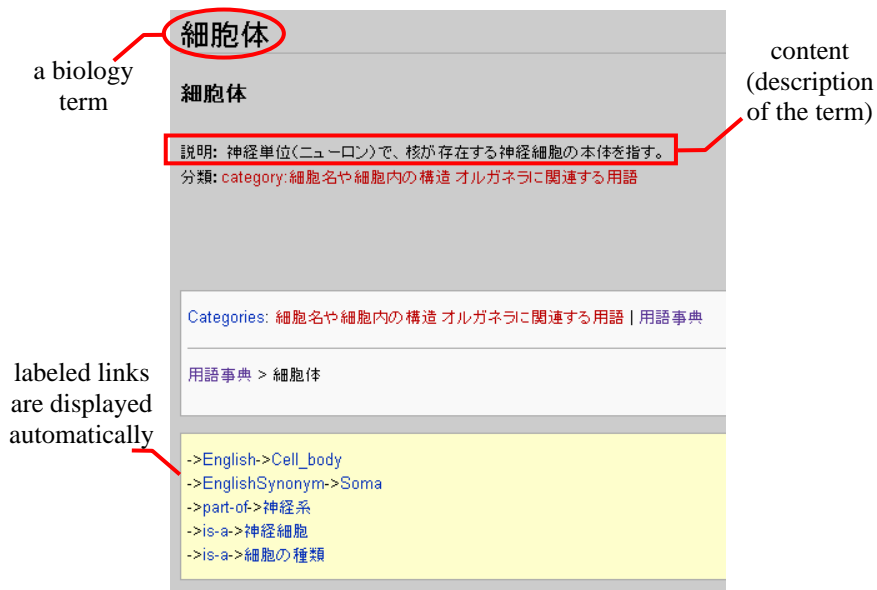 細胞体
a biology
term
content
(description
of the term)
細胞体
説明: 神経単位(ニューロン)で、核が存在する神経細胞の本体を指す。
分類: category:細胞名や細胞内の構造 オルガネラに関連する用語
Categories: 細胞名や細胞内の構造 オルガネラに関連する用語 | 用語事典
用語事典 > 細胞体
labeled links
are displayed
automatically
->English->Cell_body
->EnglishSynonym->Soma
->part-of->神経系
->is-a->神経細胞
->is-a->細胞の種類